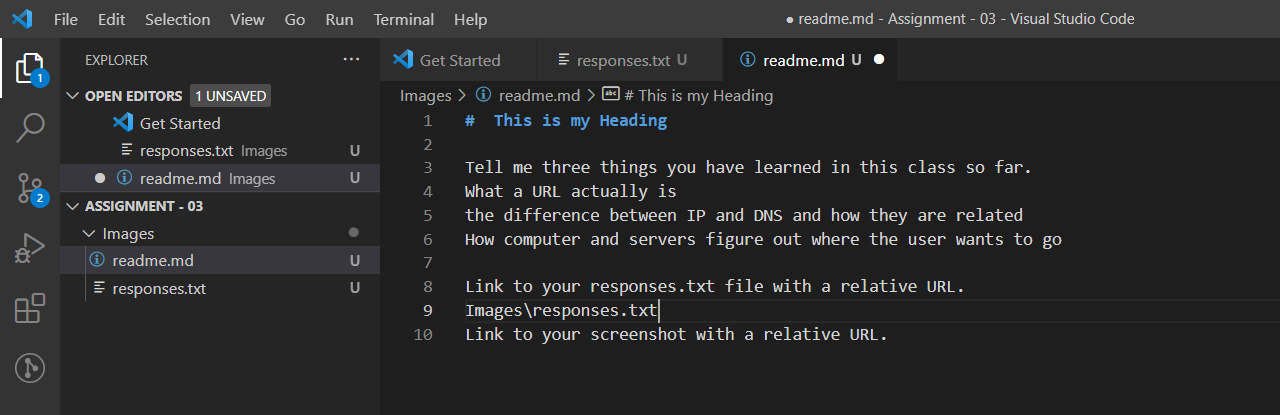 File Edit Selection View Go Run Terminal Help ● readme.md - Assignment - 03 - Visual Studio Code
EXPLORER ···
OPEN EDITORS 1 UNSAVED
Get Started
responses.txt Images U
● readme.md Images U
ASSIGNMENT - 03
Images
readme.md U
responses.txt U
1
2
Get Started responses.txt U readme.md U ●
Images > readme.md > abc # This is my Heading
1 #  This is my Heading
2
3 Tell me three things you have learned in this class so far.
4 What a URL actually is
5 the difference between IP and DNS and how they are related
6 How computer and servers figure out where the user wants to go
7
8 Link to your responses.txt file with a relative URL.
9 Images\responses.txt
10 Link to your screenshot with a relative URL.